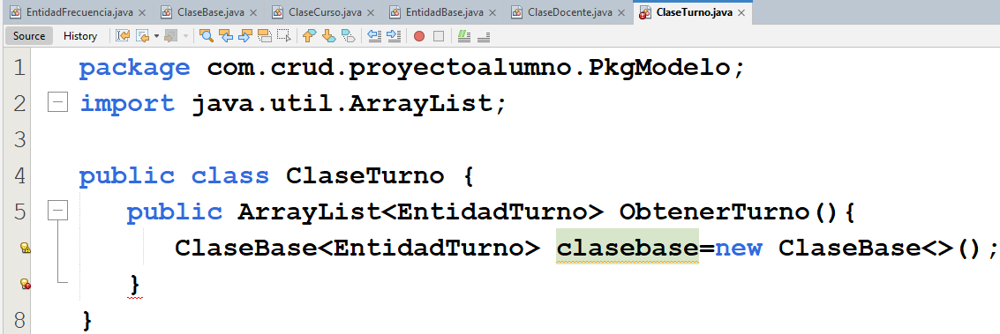 EntidadFrecuencia.java × ClaseBase.java × ClaseCurso.java × EntidadBase.java × ClaseDocente.java × ClaseTurno.java ×
Source History
1 package com.crud.proyectoalumno.PkgModelo;
2 import java.util.ArrayList;
3
4 public class ClaseTurno {
5 public ArrayList<EntidadTurno> ObtenerTurno(){
ClaseBase<EntidadTurno> clasebase=new ClaseBase<>();
}
8 }